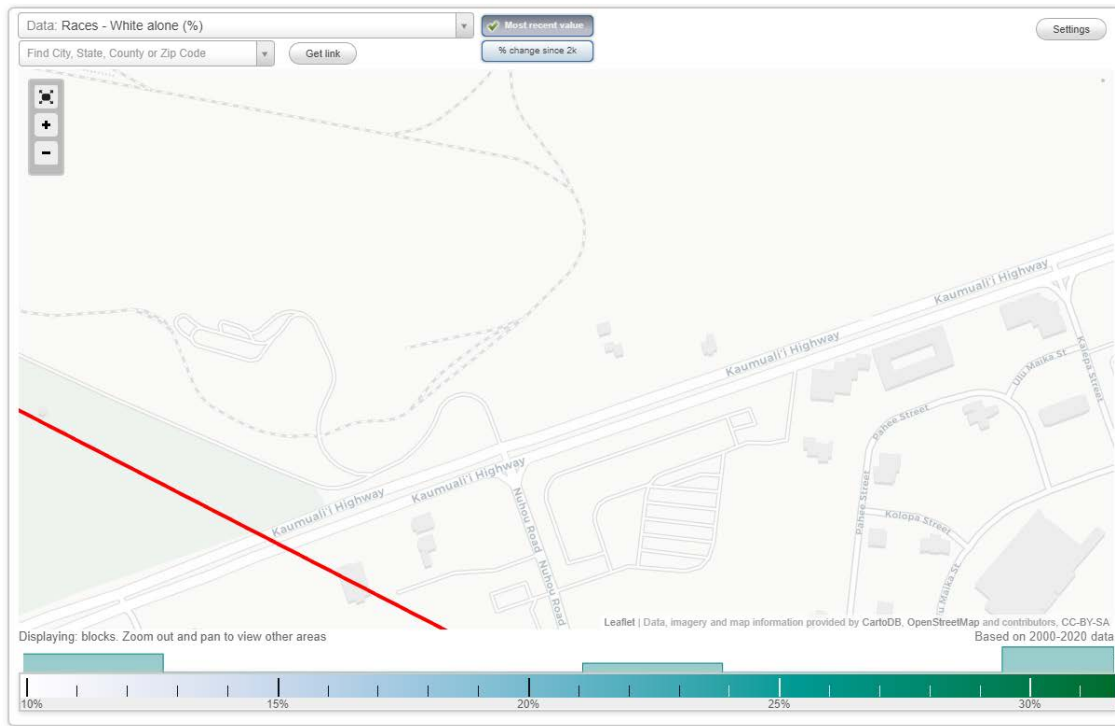 Data: Races - White alone (%)
Most recent value
Settings
Find City, State, County or Zip Code
Get link
% change since 2k
Kaumuali'i Highway
Kaumuali'i Highway
Kalepa Street
Ulu Maika St
Pahee Street
Kaumuali'i Highway
Kaumuali'i Highway
Nuhou Road
Pahee Street
Kolopa Street
Nuhou Road
u Maika St
Leaflet | Data, imagery and map information provided by CartoDB, OpenStreetMap and contributors, CC-BY-SA
Displaying: blocks. Zoom out and pan to view other areas
Based on 2000-2020 data
10%
15%
20%
25%
30%